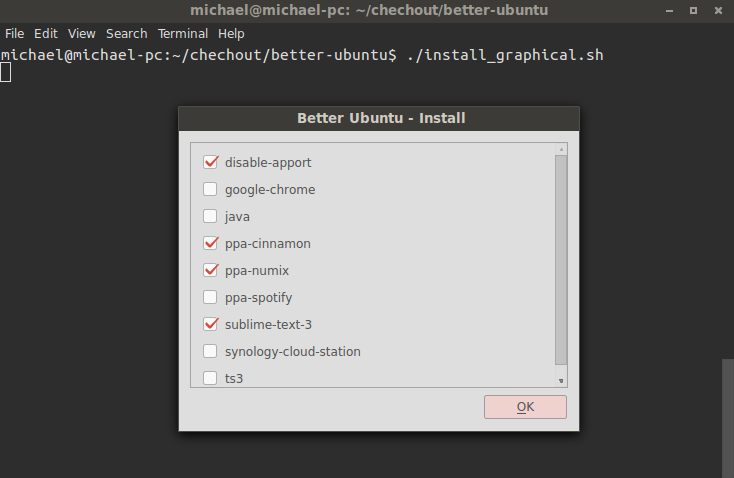 michael@michael-pc: ~/chechout/better-ubuntu
File Edit View Search Terminal Help
michael@michael-pc:~/chechout/better-ubuntu$ ./install_graphical.sh
Better Ubuntu - Install
disable-apport
google-chrome
java
ppa-cinnamon
ppa-numix
ppa-spotify
sublime-text-3
synology-cloud-station
ts3
OK